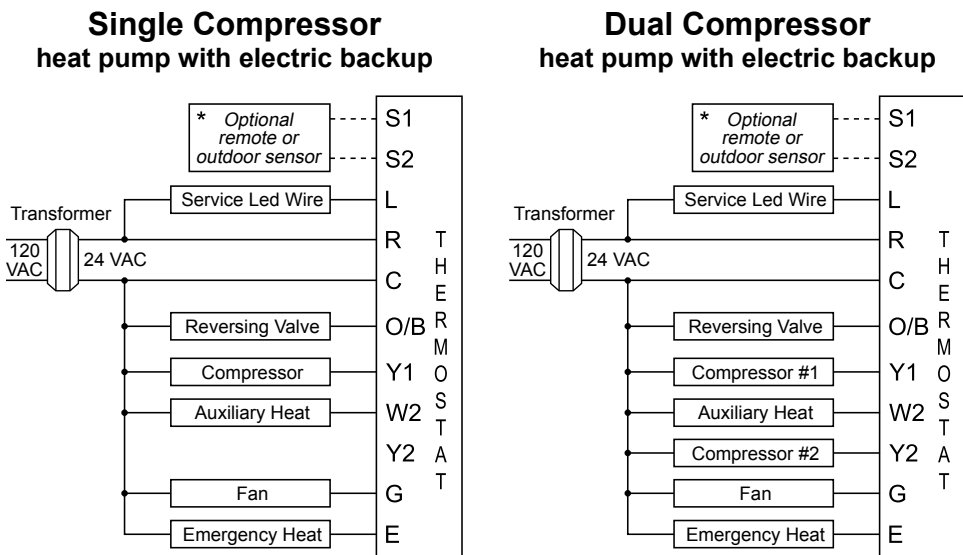 Single Compressor
heat pump with electric backup
* Optional
remote or
outdoor sensor
S1
S2
Service Led Wire
L
Transformer
120
VAC
24 VAC
R
C
Reversing Valve
O/B
Compressor
Y1
Auxiliary Heat
W2
Y2
Fan
G
Emergency Heat
E
THERMOSTAT
Dual Compressor
heat pump with electric backup
* Optional
remote or
outdoor sensor
S1
S2
Service Led Wire
L
Transformer
120
VAC
24 VAC
R
C
Reversing Valve
O/B
Compressor #1
Y1
Auxiliary Heat
W2
Compressor #2
Y2
Fan
G
Emergency Heat
E
THERMOSTAT